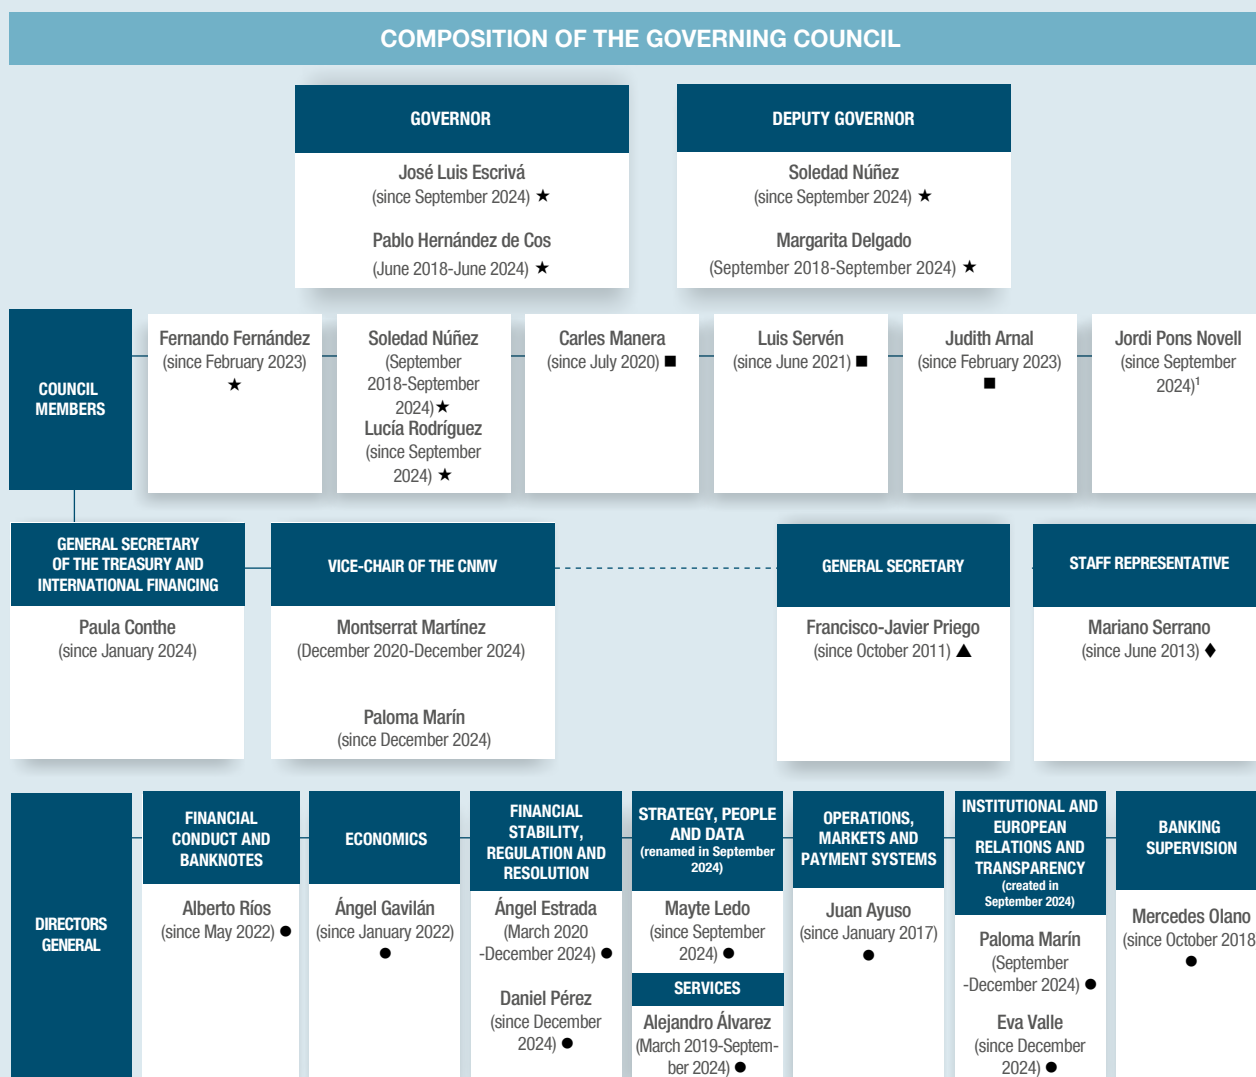 COMPOSITION OF THE GOVERNING COUNCIL
GOVERNOR
José Luis Escrivá
(since September 2024) ★
Pablo Hernández de Cos
(June 2018-June 2024) ★
DEPUTY GOVERNOR
Soledad Núñez
(since September 2024) ★
Margarita Delgado
(September 2018-September 2024) ★
COUNCIL
MEMBERS
Fernando Fernández
(since February 2023)
★
Soledad Núñez
(September
2018-September
2024)★
Lucía Rodríguez
(since September
2024) ★
Carles Manera
(since July 2020) ■
Luis Servén
(since June 2021) ■
Judith Arnal
(since February 2023)
■
Jordi Pons Novell
(since September
2024)¹
GENERAL SECRETARY
OF THE TREASURY AND
INTERNATIONAL FINANCING
Paula Conthe
(since January 2024)
VICE-CHAIR OF THE CNMV
Montserrat Martínez
(December 2020-December 2024)
Paloma Marín
(since December 2024)
GENERAL SECRETARY
Francisco-Javier Priego
(since October 2011) ▲
STAFF REPRESENTATIVE
Mariano Serrano
(since June 2013) ♦
DIRECTORS
GENERAL
FINANCIAL
CONDUCT AND
BANKNOTES
Alberto Ríos
(since May 2022) ●
ECONOMICS
Ángel Gavilán
(since January 2022)
●
FINANCIAL
STABILITY,
REGULATION AND
RESOLUTION
Ángel Estrada
(March 2020
-December 2024) ●
Daniel Pérez
(since December
2024) ●
STRATEGY, PEOPLE
AND DATA
(renamed in September
2024)
Mayte Ledo
(since September
2024) ●
SERVICES
Alejandro Álvarez
(March 2019-Septem-
ber 2024) ●
OPERATIONS,
MARKETS AND
PAYMENT SYSTEMS
Juan Ayuso
(since January 2017)
●
INSTITUTIONAL AND
EUROPEAN
RELATIONS AND
TRANSPARENCY
(created in
September 2024)
Paloma Marín
(September
-December 2024) ●
Eva Valle
(since December
2024) ●
BANKING
SUPERVISION
Mercedes Olano
(since October 2018
●